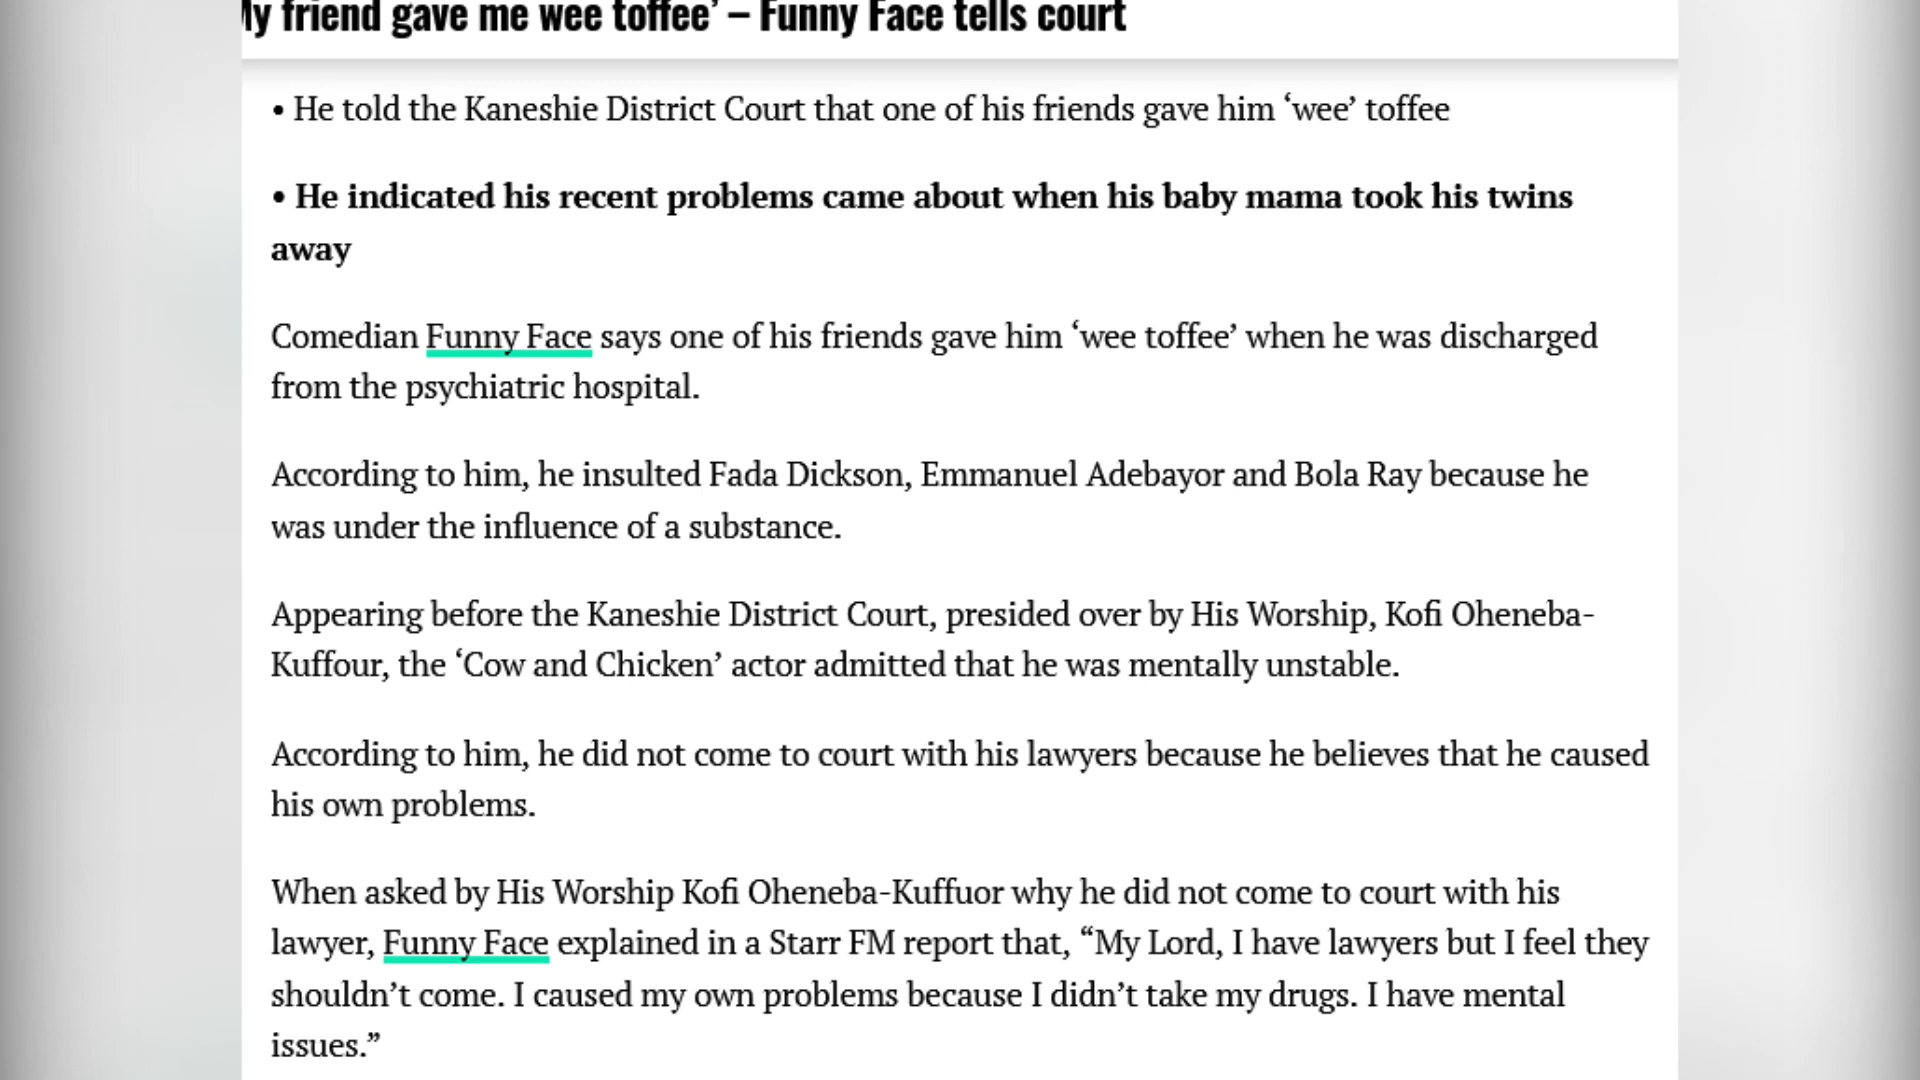 My friend gave me wee toffee’ – Funny Face tells court
• He told the Kaneshie District Court that one of his friends gave him ‘wee’ toffee
• He indicated his recent problems came about when his baby mama took his twins
away
Comedian Funny Face says one of his friends gave him ‘wee toffee’ when he was discharged
from the psychiatric hospital.
According to him, he insulted Fada Dickson, Emmanuel Adebayor and Bola Ray because he
was under the influence of a substance.
Appearing before the Kaneshie District Court, presided over by His Worship, Kofi Oheneba-
Kuffour, the ‘Cow and Chicken’ actor admitted that he was mentally unstable.
According to him, he did not come to court with his lawyers because he believes that he caused
his own problems.
When asked by His Worship Kofi Oheneba-Kuffuor why he did not come to court with his
lawyer, Funny Face explained in a Starr FM report that, “My Lord, I have lawyers but I feel they
shouldn’t come. I caused my own problems because I didn’t take my drugs. I have mental
issues.”